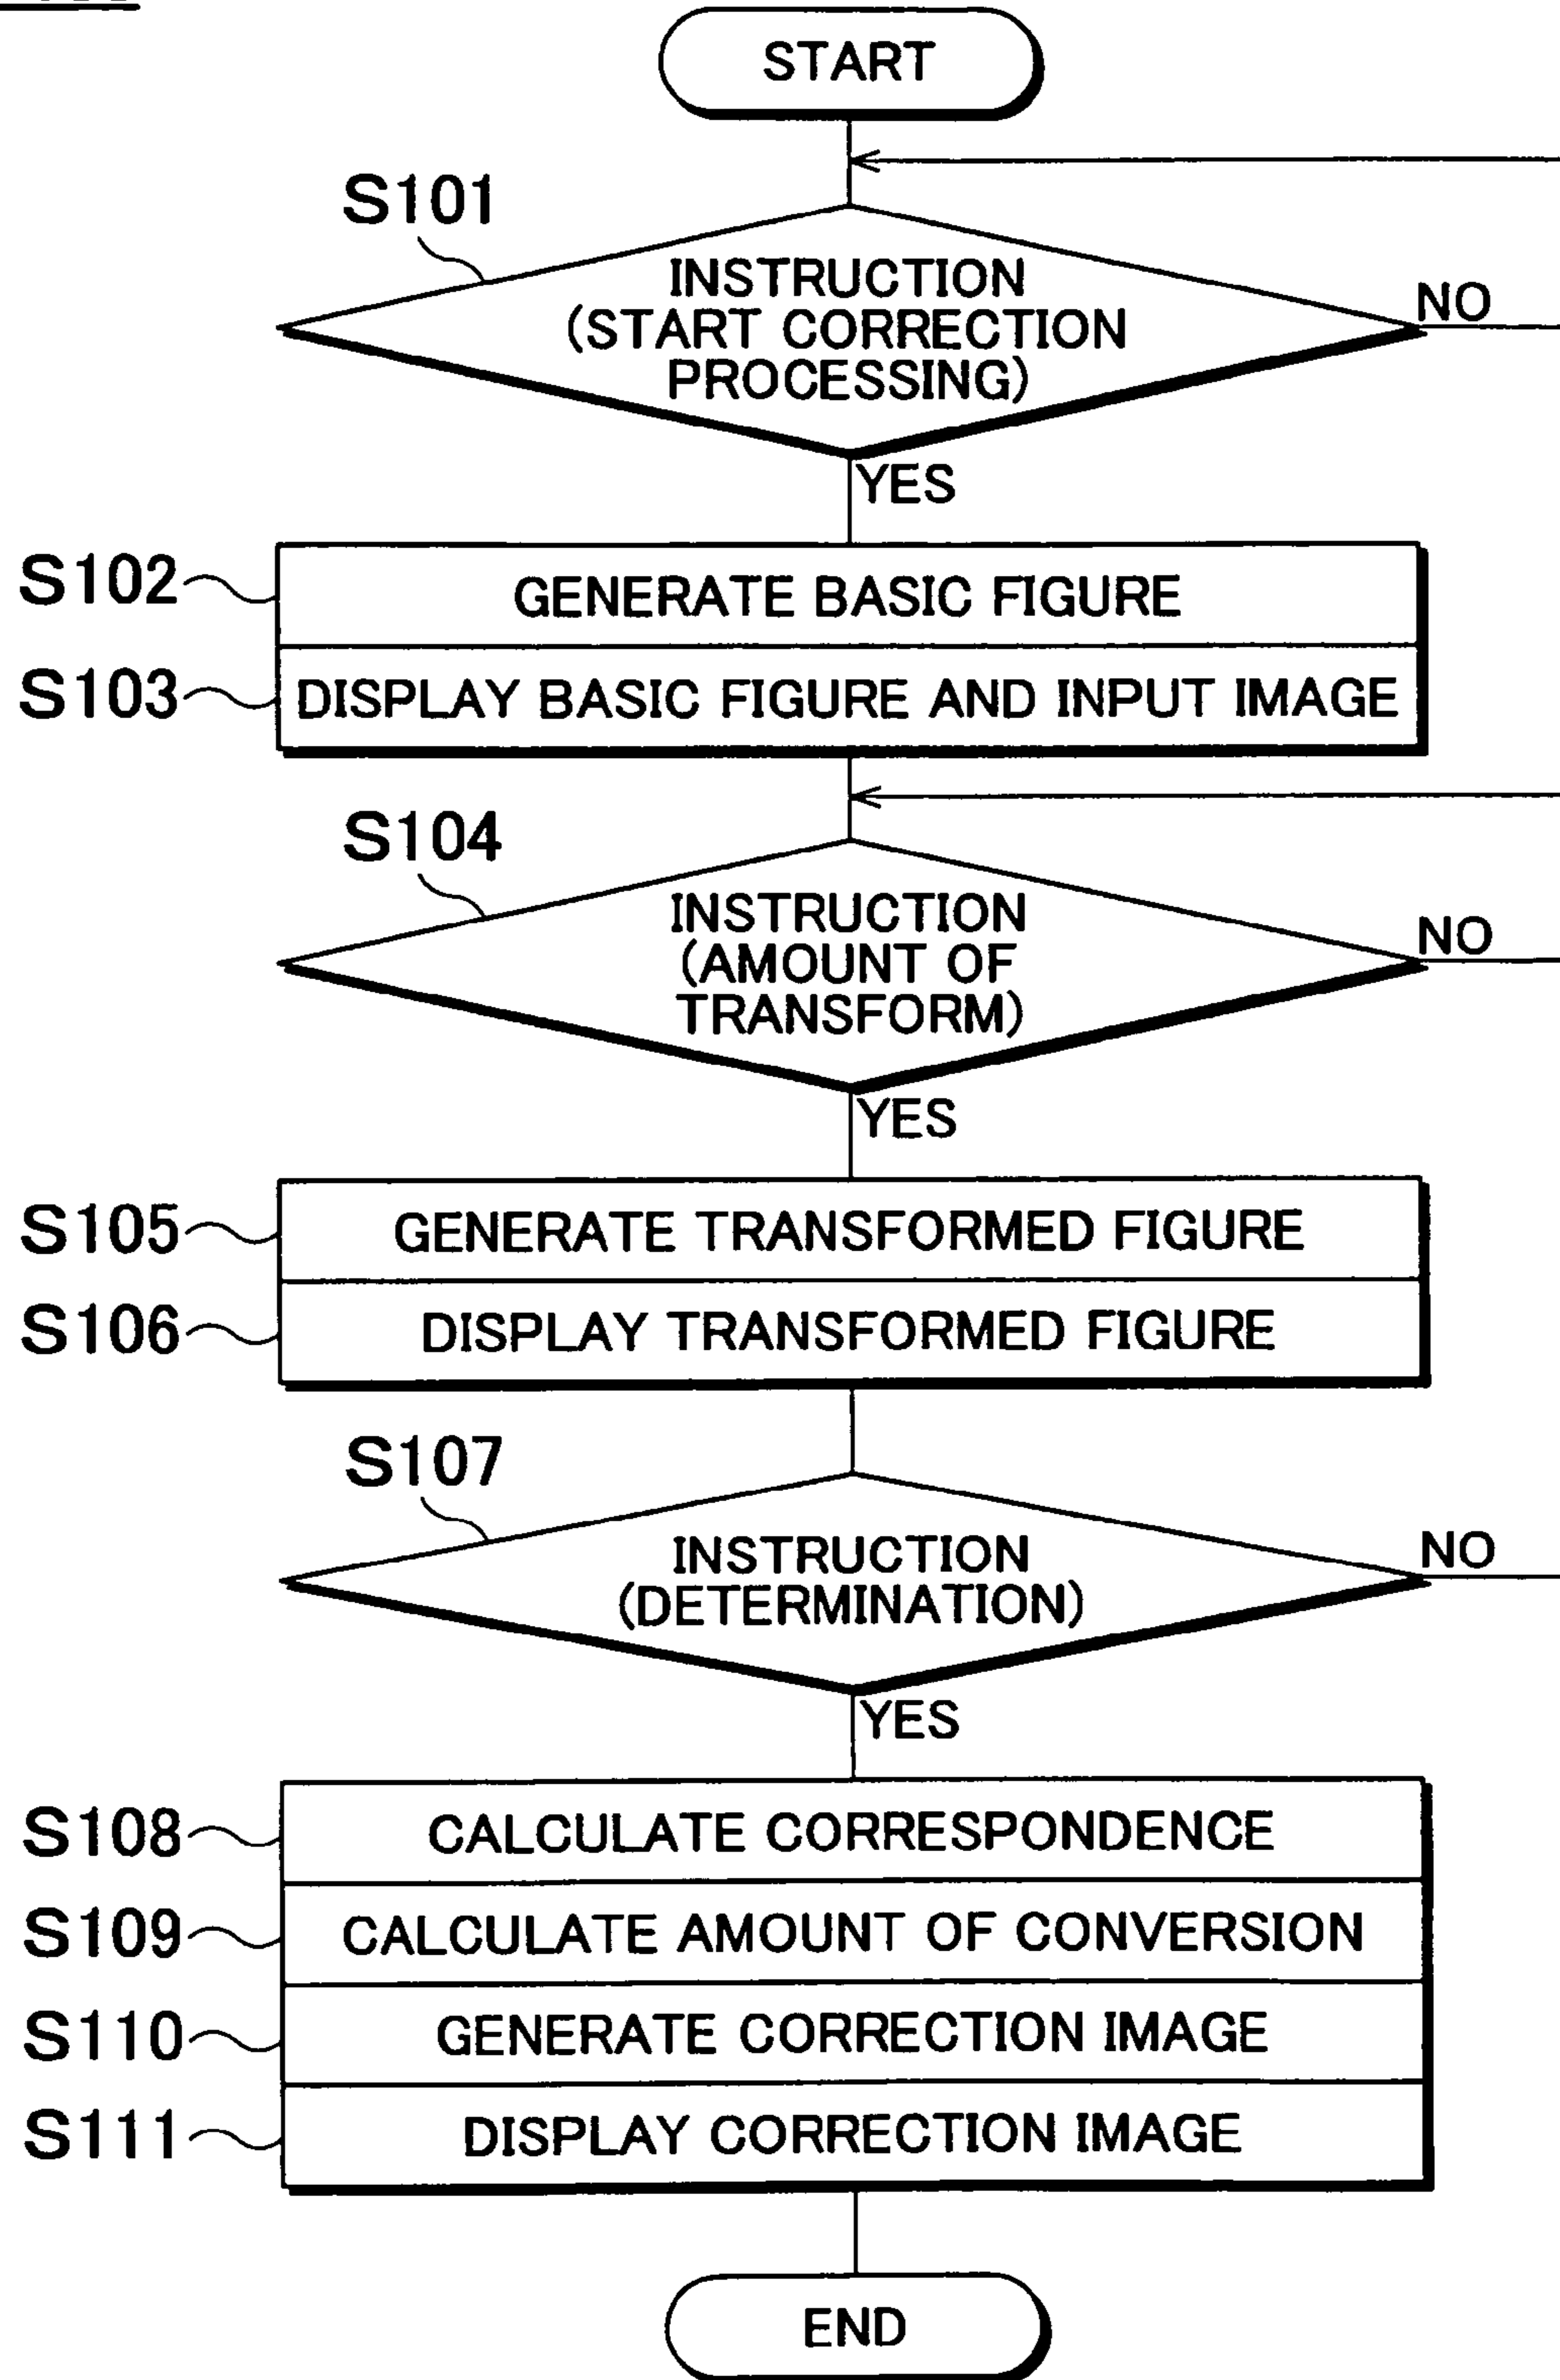 START
S101
INSTRUCTION
(START CORRECTION
PROCESSING)
NO
YES
S102
GENERATE BASIC FIGURE
S103
DISPLAY BASIC FIGURE AND INPUT IMAGE
S104
INSTRUCTION
(AMOUNT OF
TRANSFORM)
NO
YES
S105
GENERATE TRANSFORMED FIGURE
S106
DISPLAY TRANSFORMED FIGURE
S107
INSTRUCTION
(DETERMINATION)
NO
YES
S108
CALCULATE CORRESPONDENCE
S109
CALCULATE AMOUNT OF CONVERSION
S110
GENERATE CORRECTION IMAGE
S111
DISPLAY CORRECTION IMAGE
END